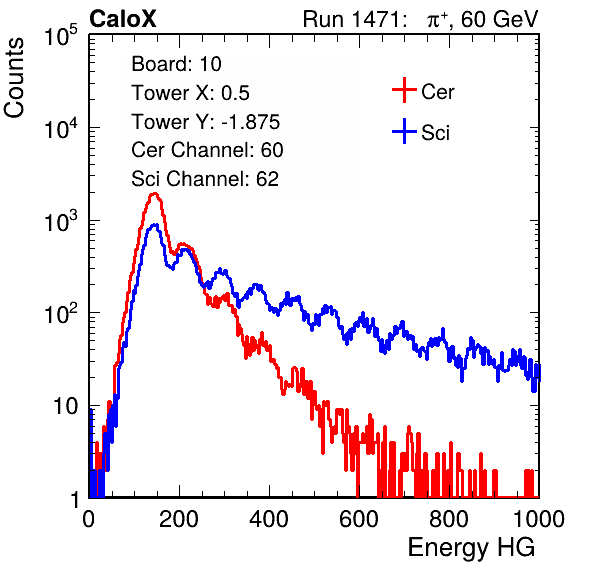 CaloX Run 1471: π⁺, 60 GeV
Counts
Board: 10
Tower X: 0.5
Tower Y: -1.875
Cer Channel: 60
Sci Channel: 62
Cer
Sci
10⁵
10⁴
10³
10²
10
1
0 200 400 600 800 1000
Energy HG